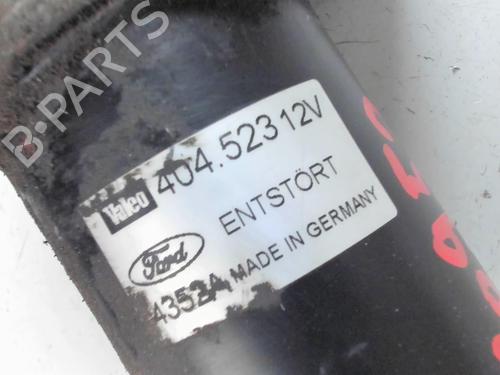 B-PARTS
Valeo 404.523 12V
ENTSTÖRT
Ford
4352A MADE IN GERMANY